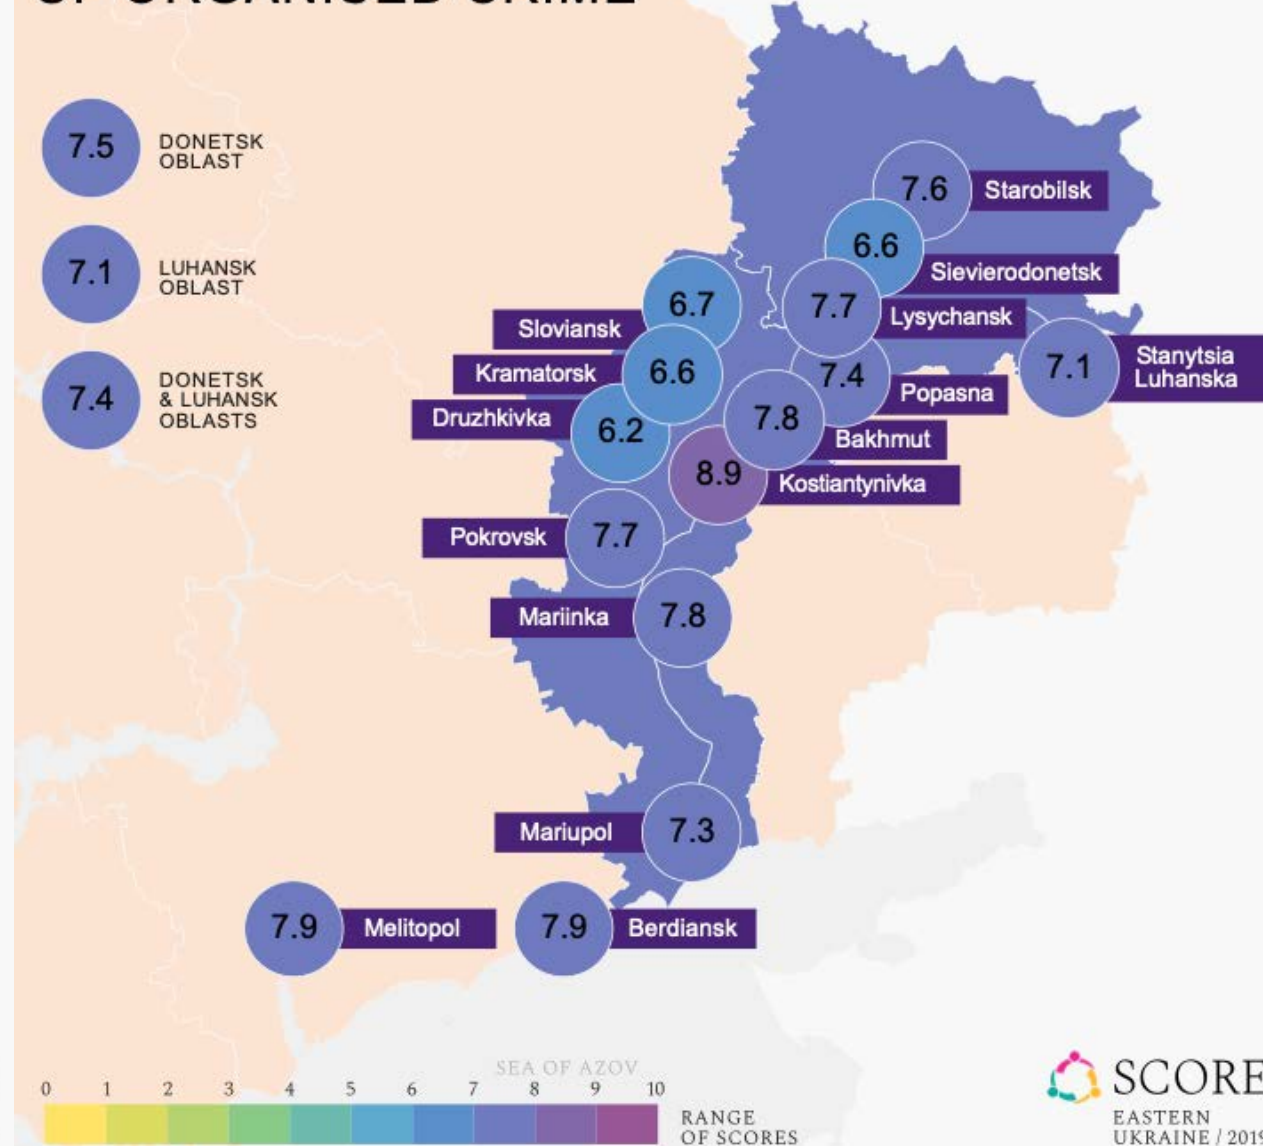 OF ORGANISED CRIME
7.5
DONETSK
OBLAST
7.1
LUHANSK
OBLAST
7.4
DONETSK
& LUHANSK
OBLASTS
7.6
Starobilsk
6.6
Sievierodonetsk
6.7
Sloviansk
7.7
Lysychansk
7.1
Stanytsia
Luhanska
6.6
Kramatorsk
7.4
Popasna
6.2
Druzhkivka
7.8
Bakhmut
8.9
Kostiantynivka
Pokrovsk
7.7
Mariinka
7.8
Mariupol
7.3
7.9
Melitopol
7.9
Berdiansk
SEA OF AZOV
0 1 2 3 4 5 6 7 8 9 10
RANGE
OF SCORES
SCORE
EASTERN
UKRAINE / 2019